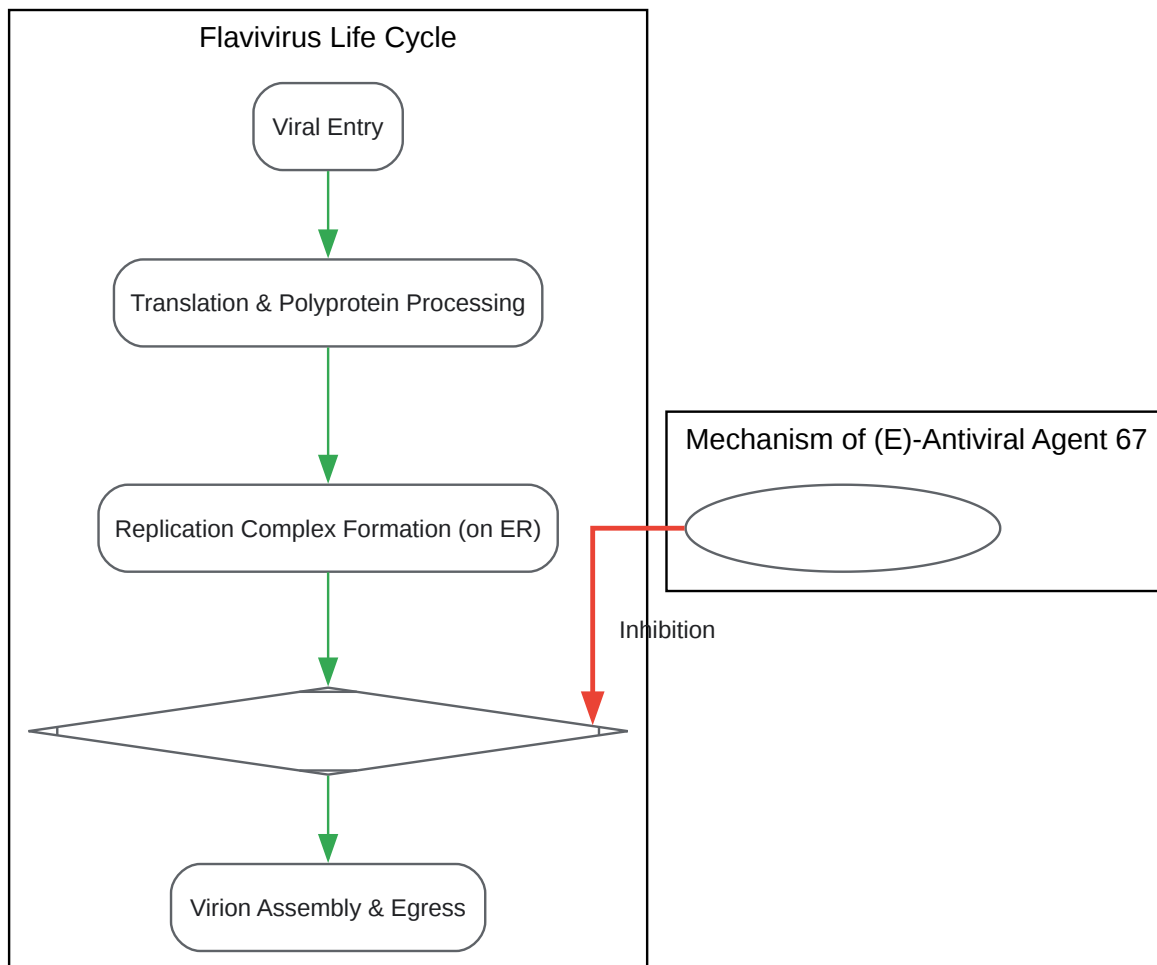 Flavivirus Life Cycle
Viral Entry
Translation & Polyprotein Processing
Mechanism of (E)-Antiviral Agent 67
Replication Complex Formation (on ER)
Inhibition
Virion Assembly & Egress